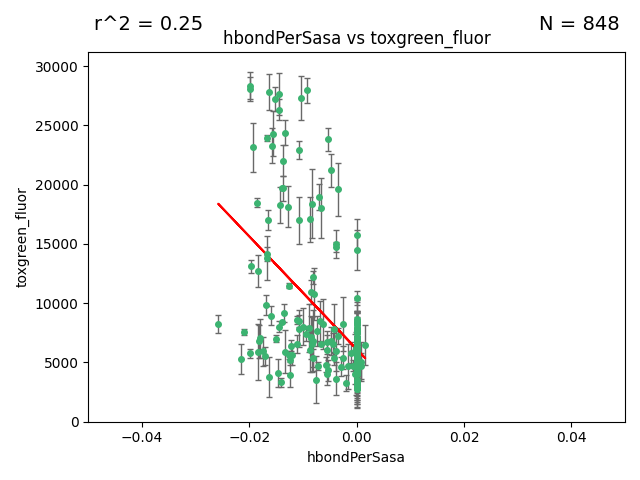 r^2 = 0.25
N = 848
hbondPerSasa vs toxgreen_fluor
30000
25000
20000
15000
10000
5000
0
toxgreen_fluor
−0.04
−0.02
0.00
0.02
0.04
hbondPerSasa